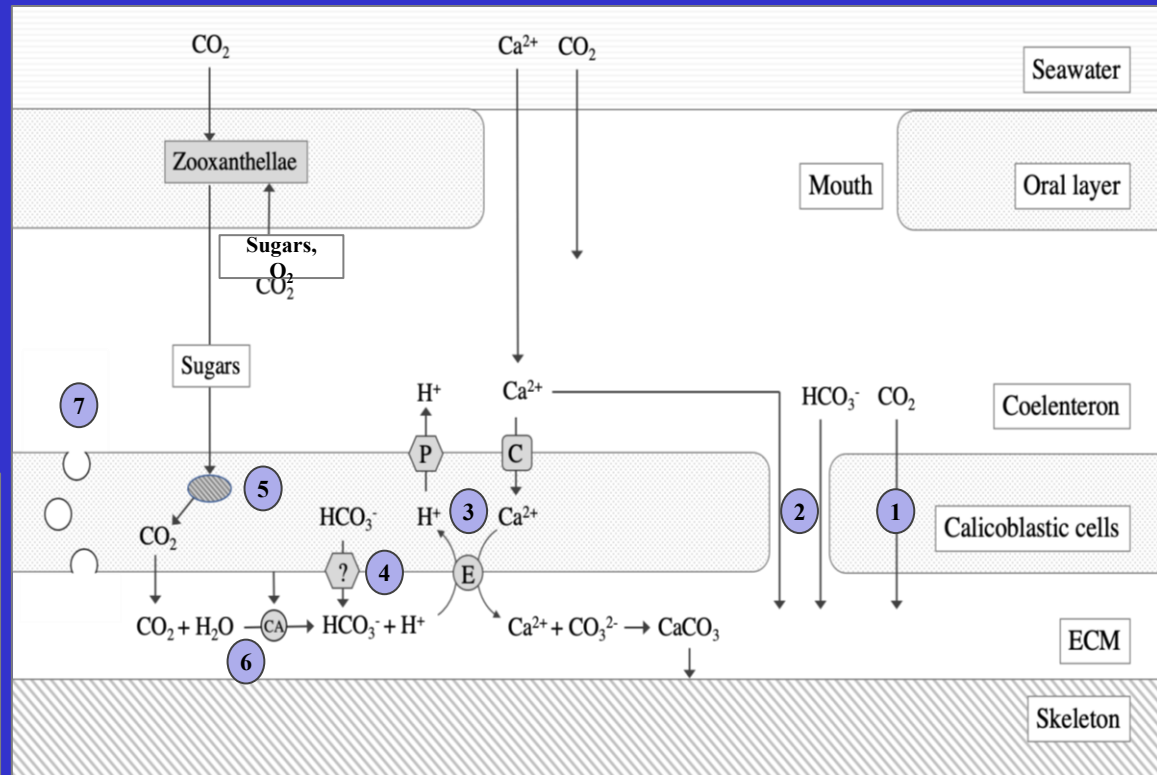 CO₂
Ca²⁺ CO₂
Seawater
Zooxanthellae
Mouth
Oral layer
Sugars,
O₂
CO₂
Sugars
7
H⁺
Ca²⁺
HCO₃⁻ CO₂
Coelenteron
P
C
5
HCO₃⁻
H⁺
3
Ca²⁺
2
1
Calicoblastic cells
CO₂
?
4
E
CO₂ + H₂O
CA
HCO₃⁻ + H⁺
Ca²⁺ + CO₃²⁻ → CaCO₃
ECM
6
Skeleton